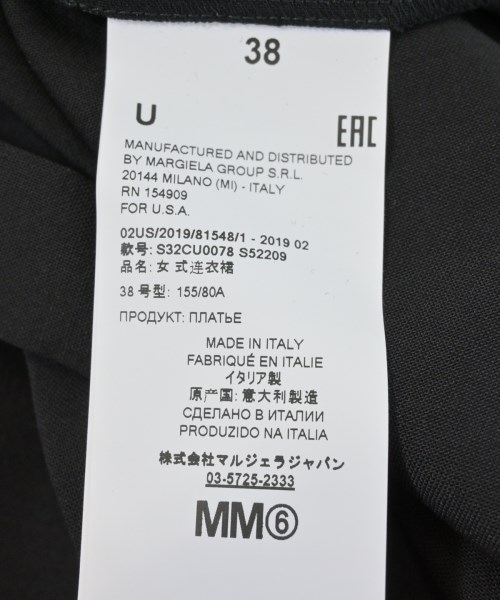 38
U
EAC
MANUFACTURED AND DISTRIBUTED
BY MARGIELA GROUP S.R.L.
20144 MILANO (MI) - ITALY
RN 154909
FOR U.S.A.
02US/2019/81548/1 - 2019 02
款号: S32CU0078 S52209
品名: 女式连衣裙
38 号型: 155/80A
ПРОДУКТ: ПЛАТЬЕ
MADE IN ITALY
FABRIQUÉ EN ITALIE
イタリア製
原产国: 意大利製造
СДЕЛАНО В ИТАЛИИ
PRODUZIDO NA ITALIA
株式会社マルジェラジャパン
03-5725-2333
MM⑥